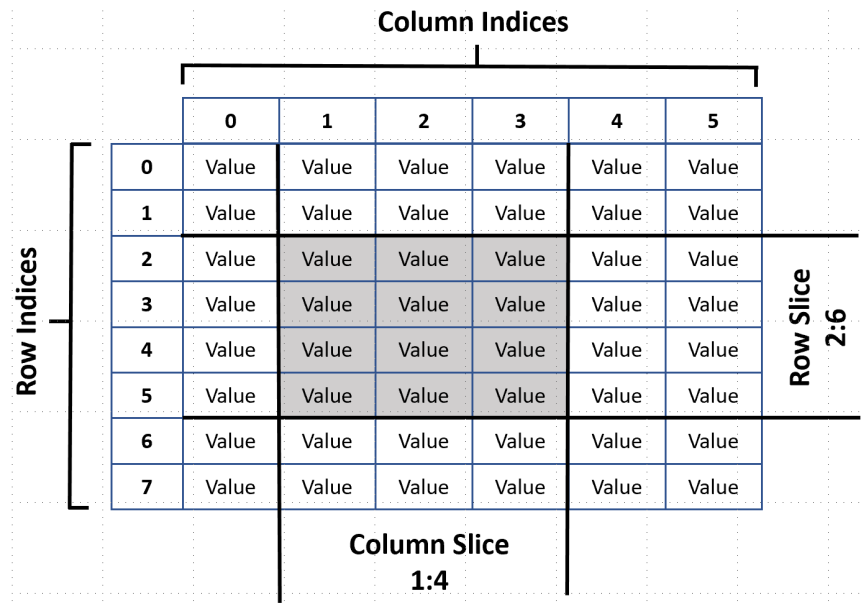 Column Indices
0 1 2 3 4 5
0 Value Value Value Value Value Value
1 Value Value Value Value Value Value
2 Value Value Value Value Value Value
3 Value Value Value Value Value Value
4 Value Value Value Value Value Value
5 Value Value Value Value Value Value
6 Value Value Value Value Value Value
7 Value Value Value Value Value Value
Row Indices
Row Slice
2:6
Column Slice
1:4